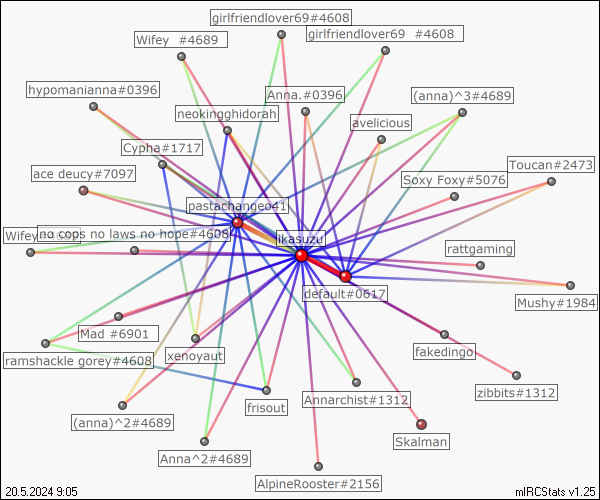 girlfriendlover69#4608
Wifey #4689
girlfriendlover69 #4608
hypomanianna#0396
Anna.#0396
(anna)^3#4689
neokingghidorah
avelicious
Cypha#1717
Toucan#2473
ace deucy#7097
Soxy Foxy#5076
pastachangeo41
Wifey
no cops no laws no hope#4608
ikasuzu
rattgaming
default#0617
Mushy#1984
Mad #6901
ramshackle gorey#4608
xenoyaut
fakedingo
zibbits#1312
Annarchist#1312
frisout
(anna)^2#4689
Skalman
Anna^2#4689
AlpineRooster#2156
20.5.2024 9:05
mIRCStats v1.25